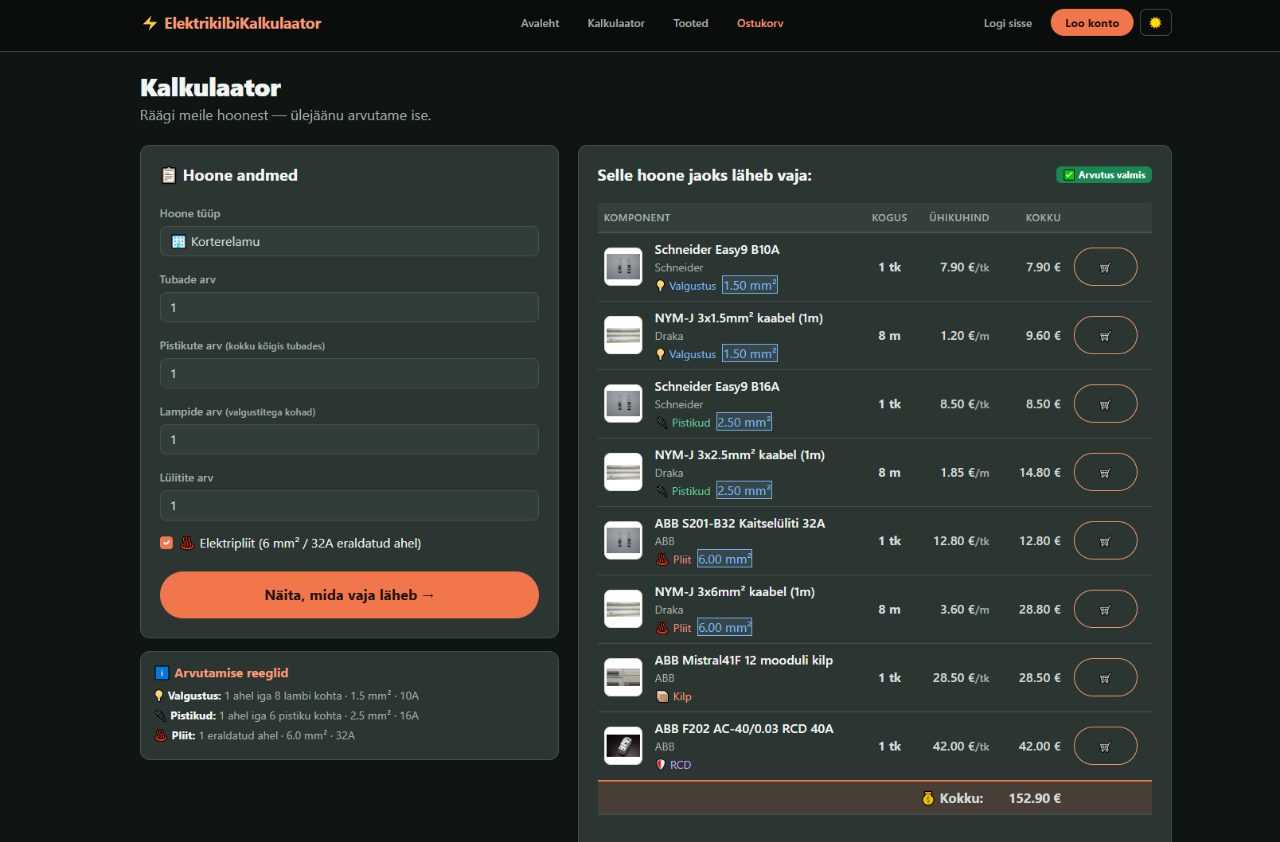 ⚡ ElektrikilbiKalkulaator
Avaleht Kalkulaator Tooted Ostukorv
Logi sisse Loo konto
Kalkulaator
Räägi meile hoonest — ülejäänu arvutame ise.
Hoone andmed
Hoone tüüp
Korterelamu
Tubade arv
1
Pistikute arv (kokku kõigis tubades)
1
Lampide arv (valgustitega kohad)
1
Lülitite arv
1
Elektripliit (6 mm² / 32A eraldatud ahel)
Näita, mida vaja läheb →
Arvutamise reeglid
Valgustus: 1 ahel iga 8 lambi kohta · 1.5 mm² · 10A
Pistikud: 1 ahel iga 6 pistiku kohta · 2.5 mm² · 16A
Pliit: 1 eraldatud ahel · 6.0 mm² · 32A
Selle hoone jaoks läheb vaja:
Arvutus valmis
KOMPONENT KOGUS ÜHIKUHIND KOKKU
Schneider Easy9 B10A
Schneider
Valgustus 1.50 mm²
1 tk 7.90 €/tk 7.90 €
NYM-J 3x1.5mm² kaabel (1m)
Draka
Valgustus 1.50 mm²
8 m 1.20 €/m 9.60 €
Schneider Easy9 B16A
Schneider
Pistikud 2.50 mm²
1 tk 8.50 €/tk 8.50 €
NYM-J 3x2.5mm² kaabel (1m)
Draka
Pistikud 2.50 mm²
8 m 1.85 €/m 14.80 €
ABB S201-B32 Kaitselüliti 32A
ABB
Pliit 6.00 mm²
1 tk 12.80 €/tk 12.80 €
NYM-J 3x6mm² kaabel (1m)
Draka
Pliit 6.00 mm²
8 m 3.60 €/m 28.80 €
ABB Mistral41F 12 mooduli kilp
ABB
Kilp
1 tk 28.50 €/tk 28.50 €
ABB F202 AC-40/0.03 RCD 40A
ABB
RCD
1 tk 42.00 €/tk 42.00 €
Kokku: 152.90 €